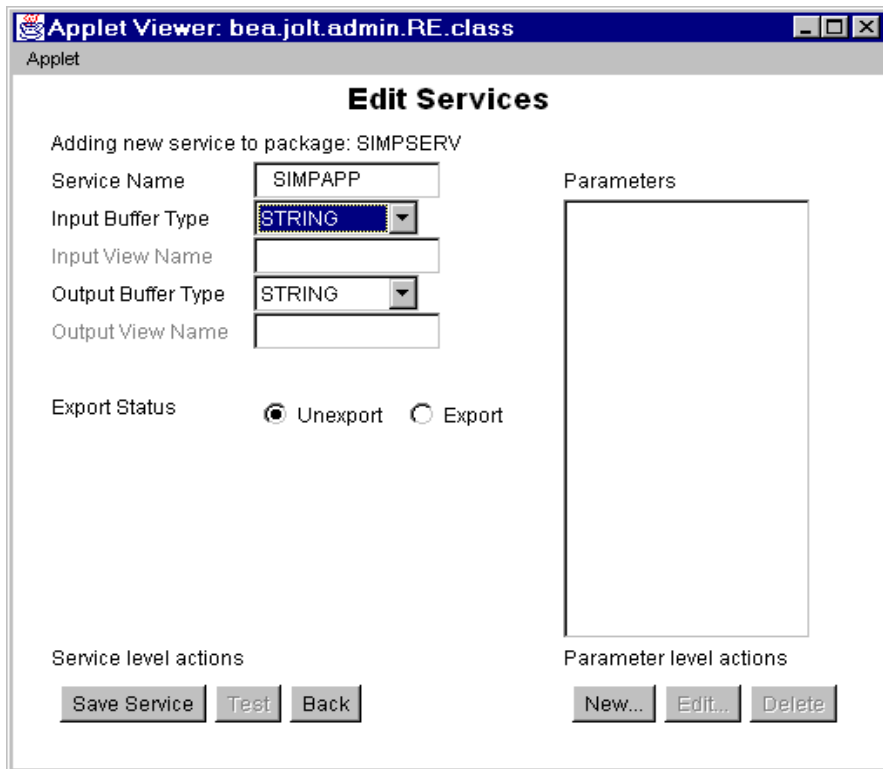 Applet Viewer: bea.jolt.admin.RE.class
Applet
Edit Services
Adding new service to package: SIMPSERV
Service Name SIMPAPP Parameters
Input Buffer Type STRING
Input View Name
Output Buffer Type STRING
Output View Name
Export Status Unexport Export
Service level actions Parameter level actions
Save Service Test Back New... Edit... Delete